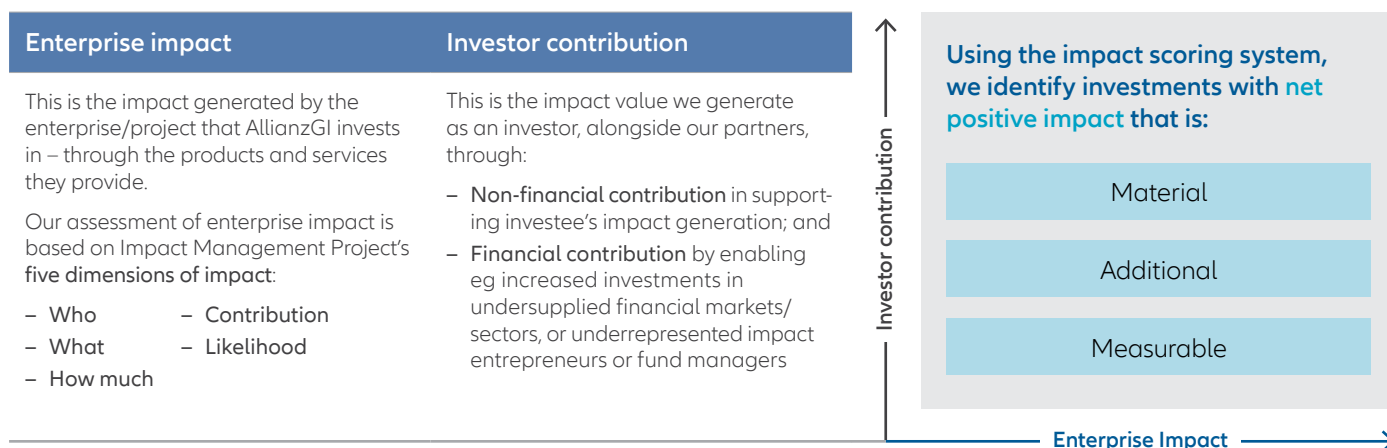 Enterprise impact
This is the impact generated by the
enterprise/project that AllianzGI invests
in – through the products and services
they provide.
Our assessment of enterprise impact is
based on Impact Management Project’s
five dimensions of impact:
– Who
– What
– How much
– Contribution
– Likelihood
Investor contribution
This is the impact value we generate
as an investor, alongside our partners,
through:
– Non-financial contribution in support-
ing investee’s impact generation; and
– Financial contribution by enabling
eg increased investments in
undersupplied financial markets/
sectors, or underrepresented impact
entrepreneurs or fund managers
Investor contribution
Using the impact scoring system,
we identify investments with net
positive impact that is:
Material
Additional
Measurable
Enterprise Impact